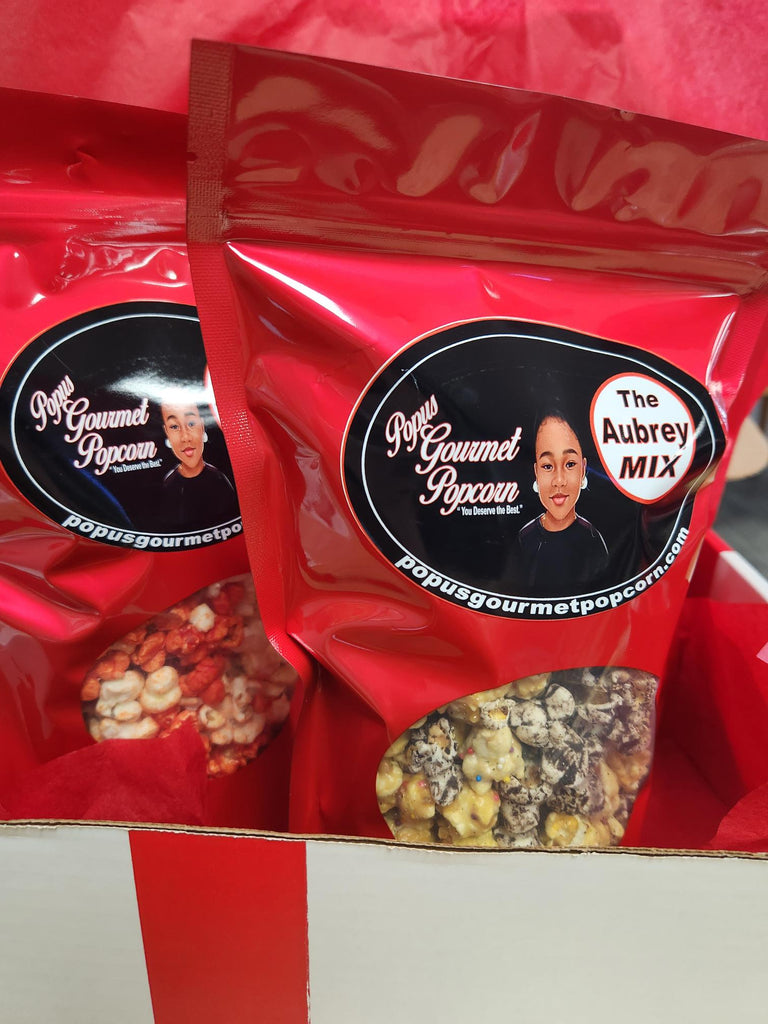 Popus
Gourmet
Popcorn
"You Deserve the Best."
popusgourmetpo
Popus
Gourmet
Popcorn
"You Deserve the Best."
The
Aubrey
MIX
popusgourmetpopcorn.com